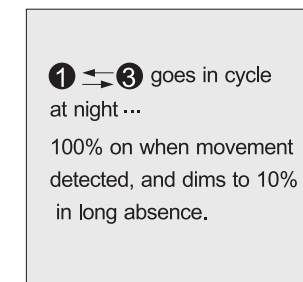 ❶ ⇆ ❸ goes in cycle
at night ···
100% on when movement
detected, and dims to 10%
in long absence.